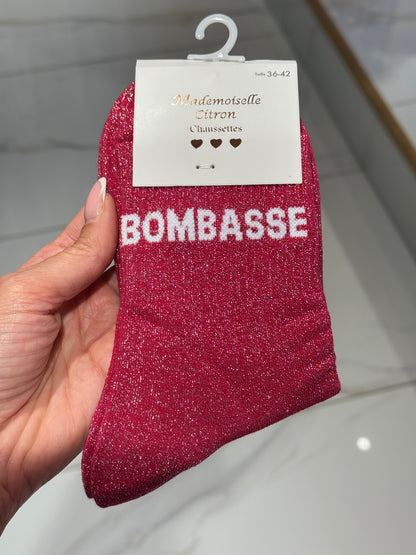 Taille 36-42
Mademoiselle
Citron
Chaussettes
BOMBASSE